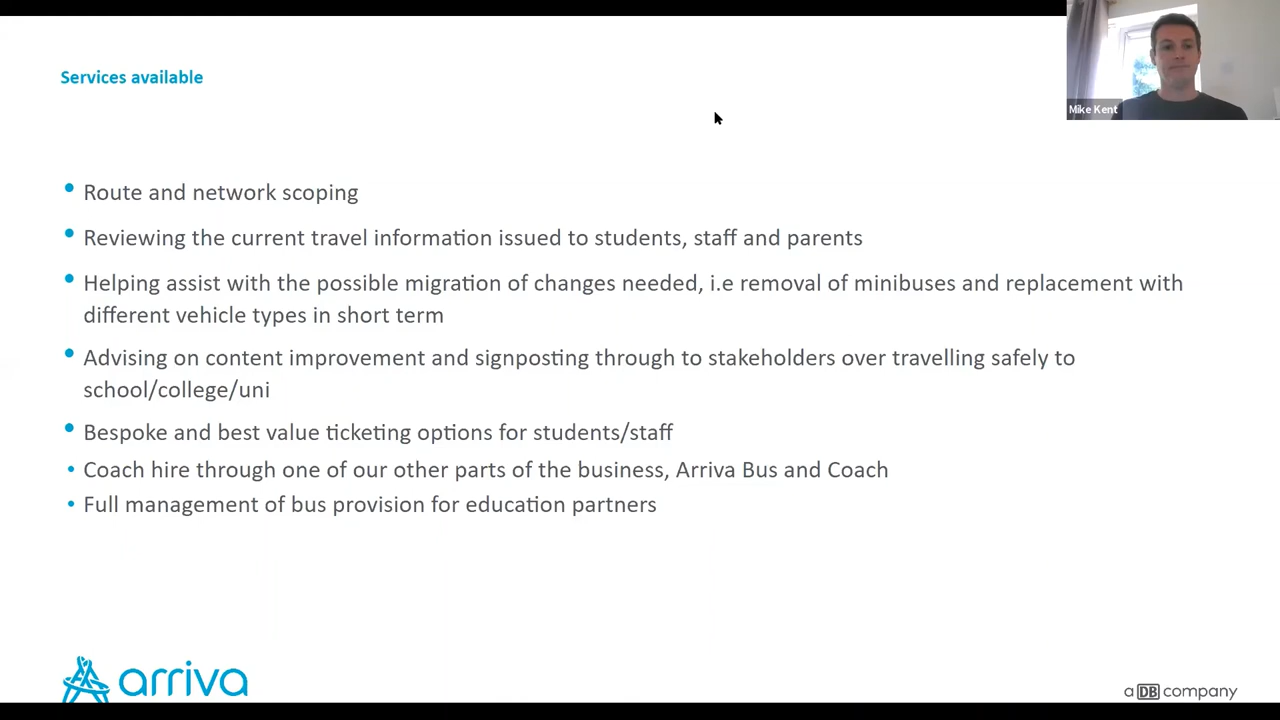 Services available
Mike Kent
• Route and network scoping
• Reviewing the current travel information issued to students, staff and parents
• Helping assist with the possible migration of changes needed, i.e removal of minibuses and replacement with
different vehicle types in short term
• Advising on content improvement and signposting through to stakeholders over travelling safely to
school/college/uni
• Bespoke and best value ticketing options for students/staff
• Coach hire through one of our other parts of the business, Arriva Bus and Coach
• Full management of bus provision for education partners
arriva
a DB company